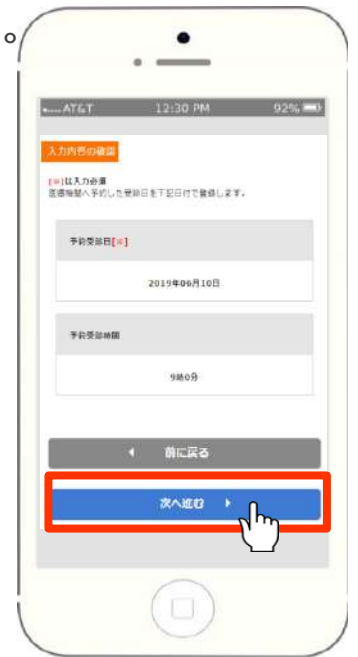 。
AT&T 12:30 PM 92%
入力内容の確認
[※]は入力必須
医療機関へ予約した受診日を下記日付で登録します。
予約受診日[※]
2019年06月10日
予約受診時間
9時0分
前に戻る
次へ進む